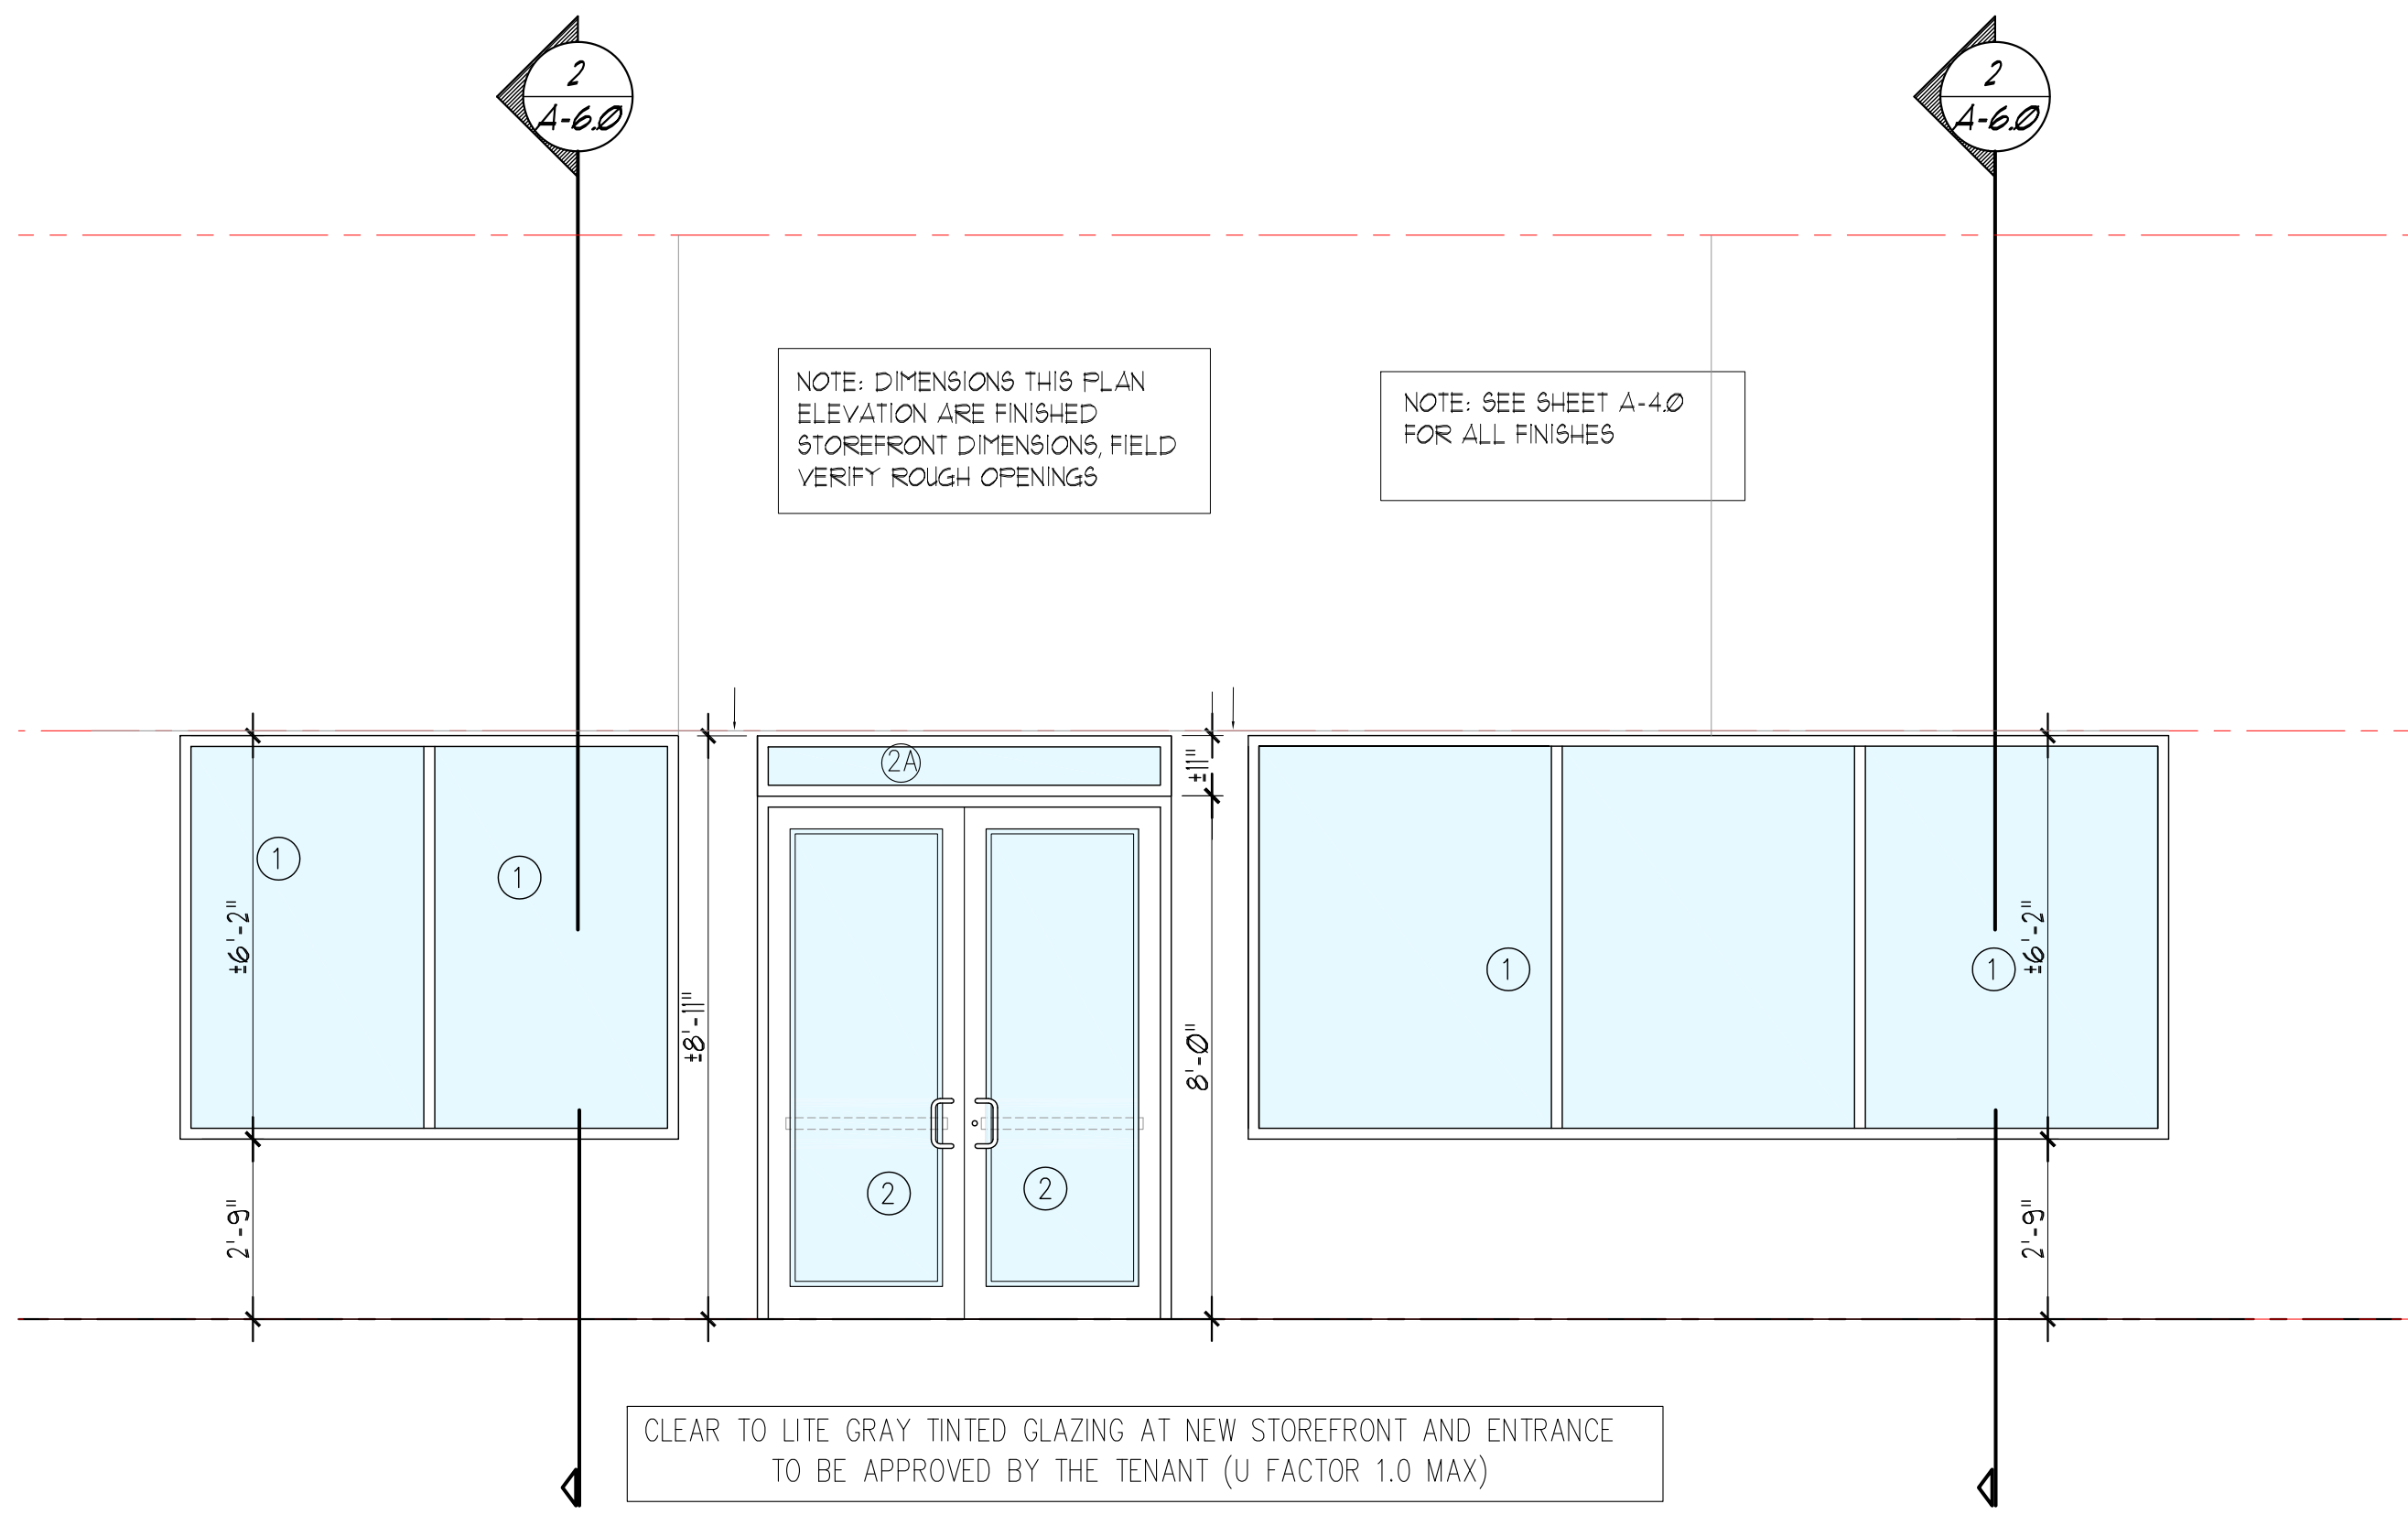 2
A-6.0
2
A-6.0
NOTE: DIMENSIONS THIS PLAN
ELEVATION ARE FINISHED
STOREFRONT DIMENSIONS, FIELD
VERIFY ROUGH OPENINGS
NOTE: SEE SHEET A-4.0
FOR ALL FINISHES
2A
±11"
1
1
±6'-2"
±8'-11"
8'-0"
1
1
±6'-2"
2
2
2'-9"
2'-9"
CLEAR TO LITE GRAY TINTED GLAZING AT NEW STOREFRONT AND ENTRANCE
TO BE APPROVED BY THE TENANT (U FACTOR 1.0 MAX)